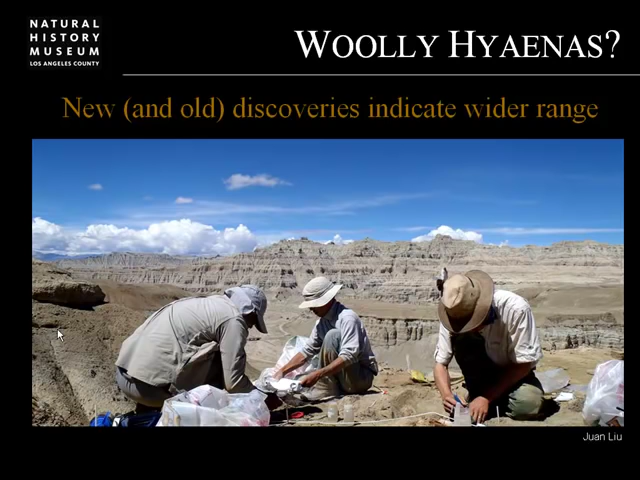 NATURAL
HISTORY
MUSEUM
LOS ANGELES COUNTY
WOOLLY HYAENAS?
New (and old) discoveries indicate wider range
Juan Liu